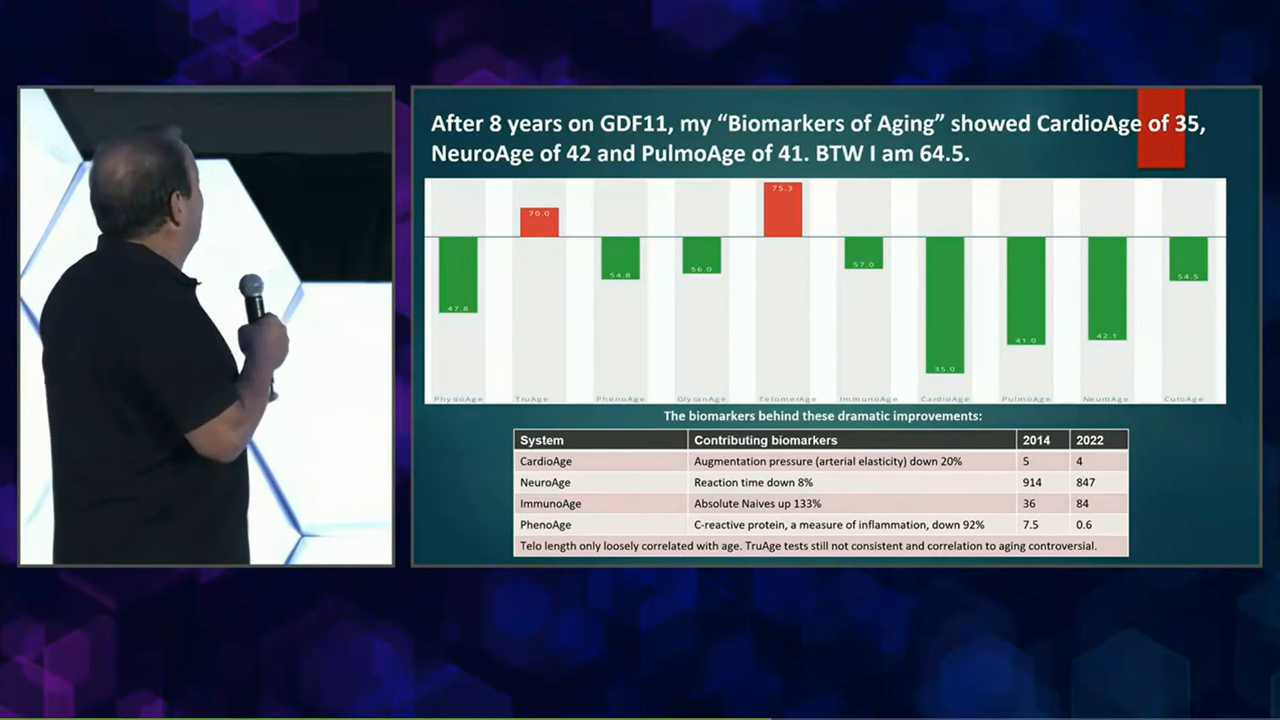 After 8 years on GDF11, my “Biomarkers of Aging” showed CardioAge of 35,
NeuroAge of 42 and PulmoAge of 41. BTW I am 64.5.
75.3
70.0
57.0
56.0
54.8
54.5
47.8
42.1
41.0
35.0
PhysioAge TruAge PhenoAge GlycanAge TelomerAge ImmunoAge CardioAge PulmoAge NeuroAge CutoAge
The biomarkers behind these dramatic improvements:
System Contributing biomarkers 2014 2022
CardioAge Augmentation pressure (arterial elasticity) down 20% 5 4
NeuroAge Reaction time down 8% 914 847
ImmunoAge Absolute Naives up 133% 36 84
PhenoAge C-reactive protein, a measure of inflammation, down 92% 7.5 0.6
Telo length only loosely correlated with age. TruAge tests still not consistent and correlation to aging controversial.